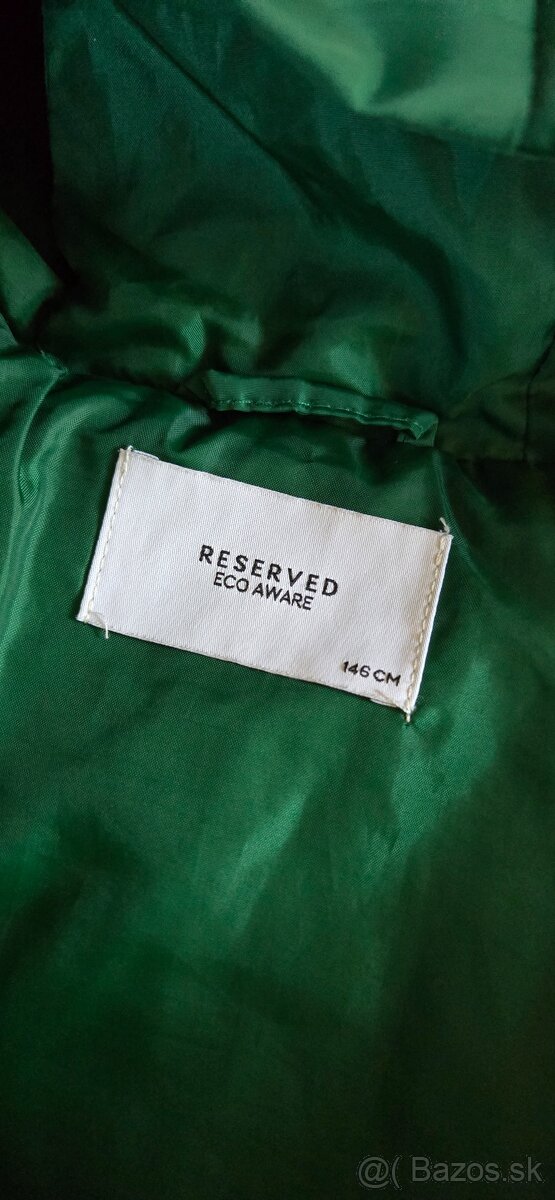 RESERVED
ECO AWARE
146 CM
@( Bazos.sk